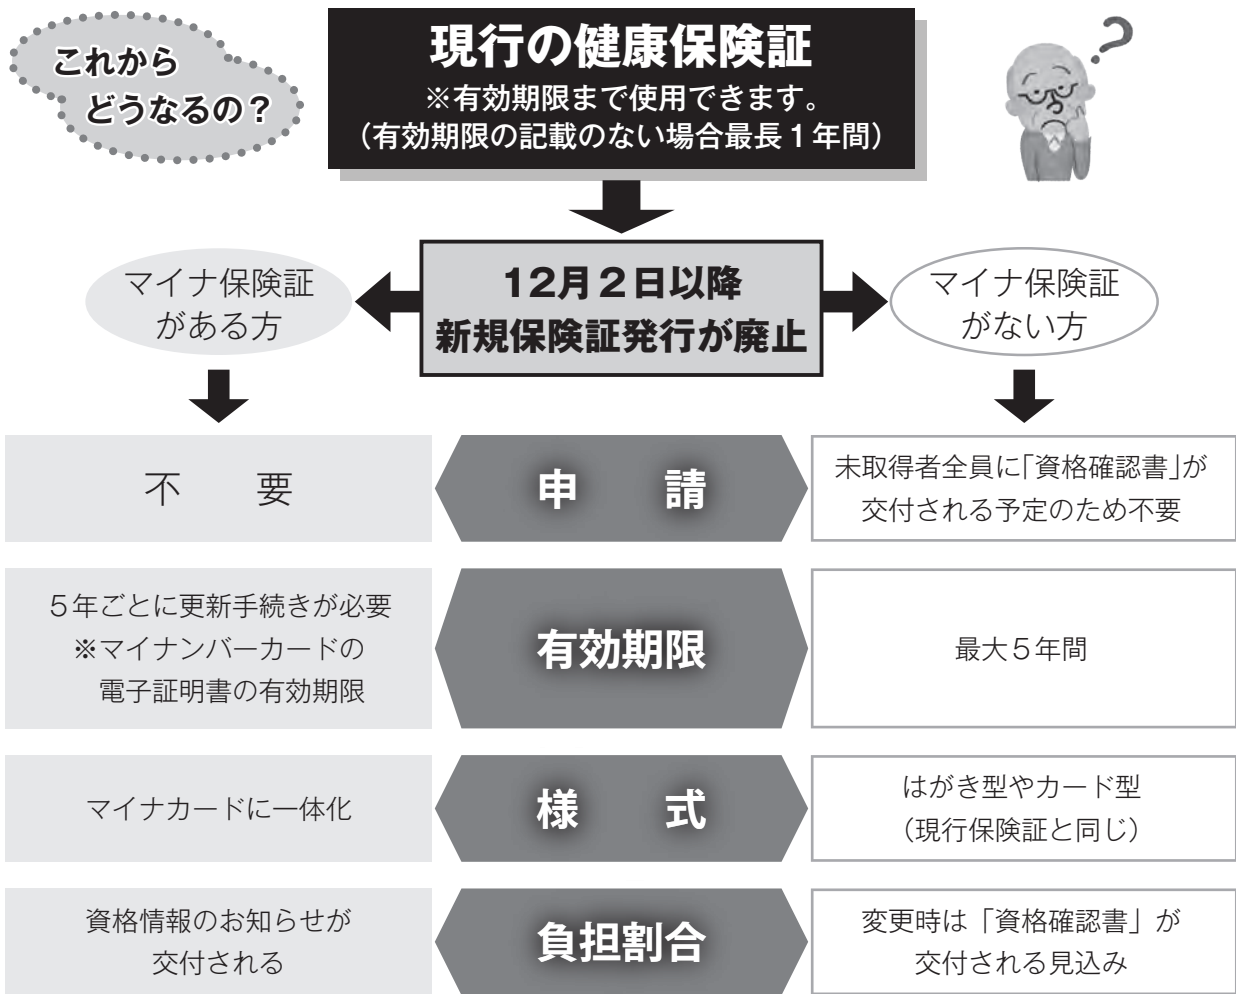 これから
どうなるの？
現行の健康保険証
※有効期限まで使用できます。
（有効期限の記載のない場合最長１年間）
?
12月２日以降
新規保険証発行が廃止
マイナ保険証
がある方
マイナ保険証
がない方
不　要
申　請
未取得者全員に「資格確認書」が
交付される予定のため不要
５年ごとに更新手続きが必要
※マイナンバーカードの
電子証明書の有効期限
有効期限
最大５年間
マイナカードに一体化
様　式
はがき型やカード型
（現行保険証と同じ）
資格情報のお知らせが
交付される
負担割合
変更時は「資格確認書」が
交付される見込み